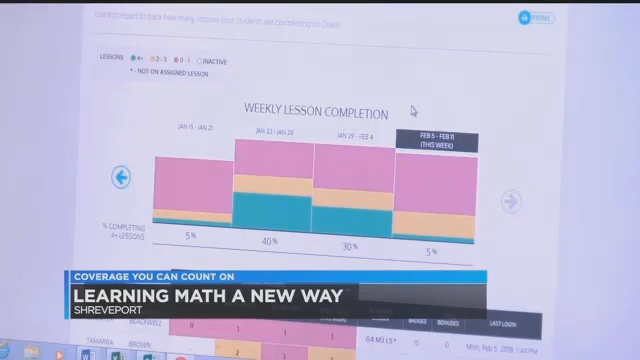 Use this report to track how many lessons your students are completing on Zearn
PRINT
LESSONS 4+ 2 - 3 0 - 1 INACTIVE
* - NOT ON ASSIGNED LESSON
WEEKLY LESSON COMPLETION
JAN 15 - JAN 21
JAN 22 - JAN 28
JAN 29 - FEB 4
FEB 5 - FEB 11
(THIS WEEK)
% COMPLETING
4+ LESSONS
5%
40%
30%
5%
COVERAGE YOU CAN COUNT ON
LEARNING MATH A NEW WAY
SHREVEPORT
BADGES
BONUSES
LAST LOGIN
BLACKWELL
G4 M3 L5*
0
0
Mon, Feb 5, 2018, 1:44 PM
TAMARRA BROWN
2